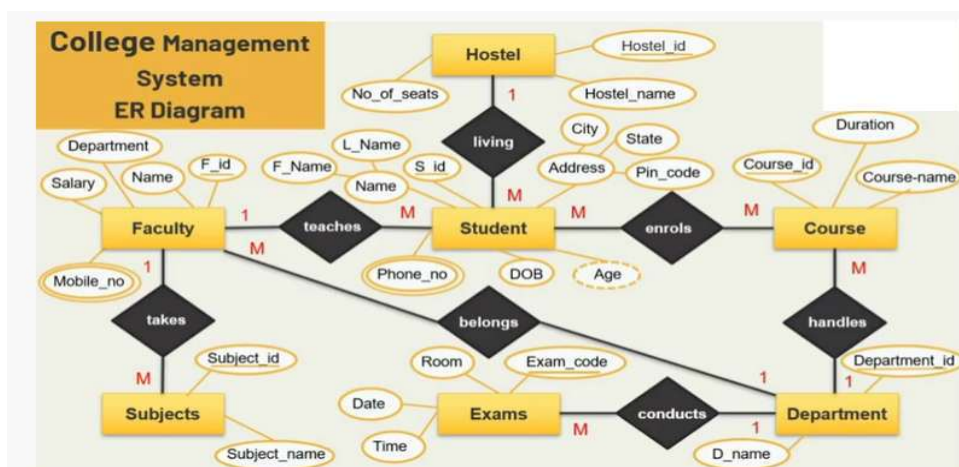 College Management
System
ER Diagram
Hostel
Hostel_id
No_of_seats
Hostel_name
1
living
M
Department
Salary
Name
F_id
Faculty
Mobile_no
1
teaches
M
L_Name
F_Name
Name
S_id
Student
Phone_no
DOB
Age
City
State
Address
Pin_code
M
enrols
M
Duration
Course_id
Course-name
Course
M
handles
1
M
belongs
1
1
takes
M
Subject_id
Subjects
Subject_name
Room
Exam_code
Date
Time
Exams
M
conducts
1
Department_id
Department
D_name